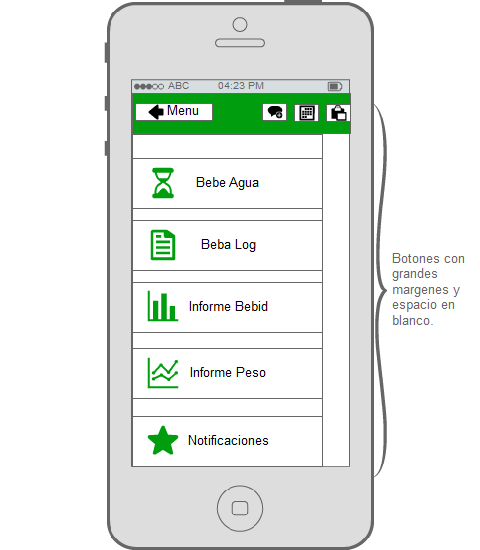 ABC 04:23 PM
Menu
Bebe Agua
Beba Log
Informe Bebid
Informe Peso
Notificaciones
Botones con
grandes
margenes y
espacio en
blanco.